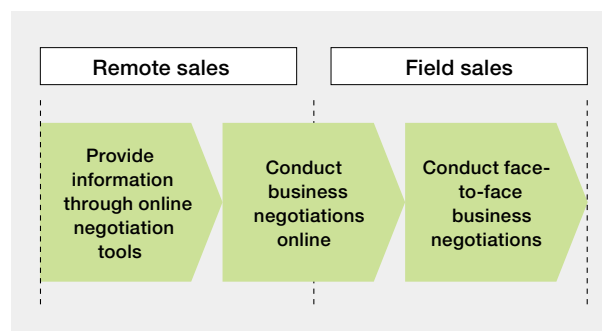 Remote sales
Field sales
Provide
information
through online
negotiation
tools
Conduct
business
negotiations
online
Conduct face-
to-face
business
negotiations